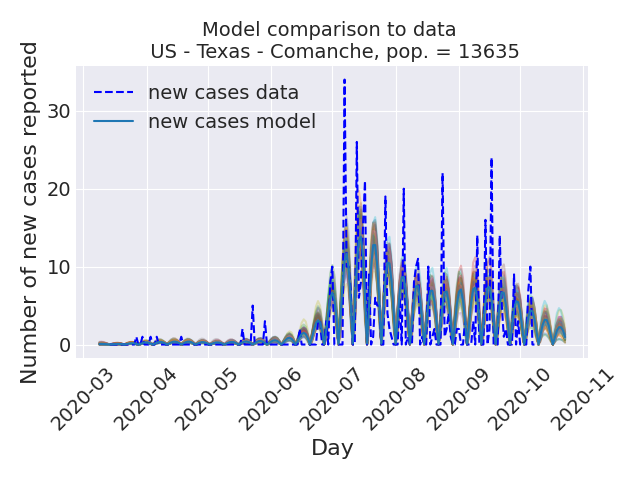 Model comparison to data
US - Texas - Comanche, pop. = 13635
Number of new cases reported
30
20
10
0
new cases data
new cases model
2020-03
2020-04
2020-05
2020-06
2020-07
2020-08
2020-09
2020-10
2020-11
Day